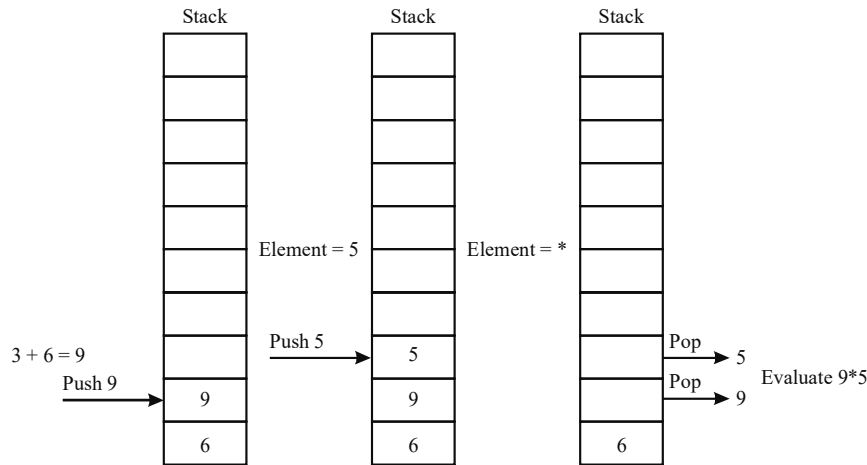 Stack
Stack
Stack
Element = 5
Element = *
3 + 6 = 9
Push 9
Push 5
5
Pop
5
Evaluate 9*5
9
9
Pop
9
6
6
6